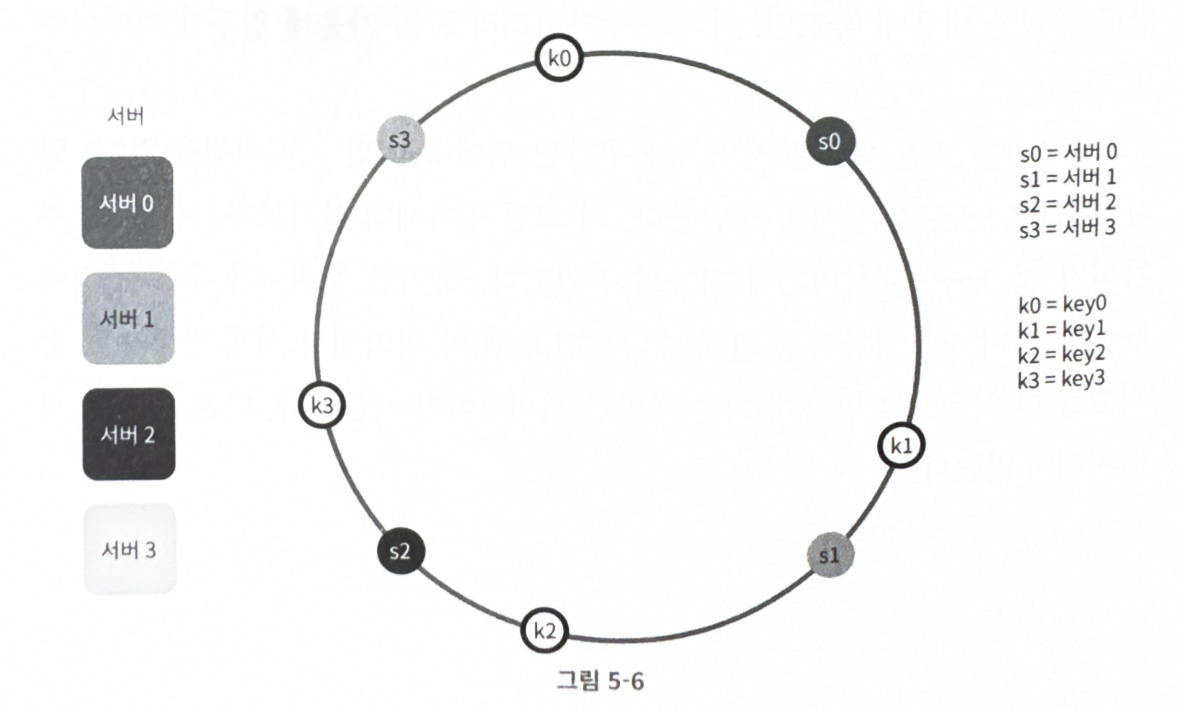 서버
서버 0
서버 1
서버 2
서버 3
k0
s3
s0
k3
k1
s2
s1
k2
s0 = 서버 0
s1 = 서버 1
s2 = 서버 2
s3 = 서버 3
k0 = key0
k1 = key1
k2 = key2
k3 = key3
그림 5-6